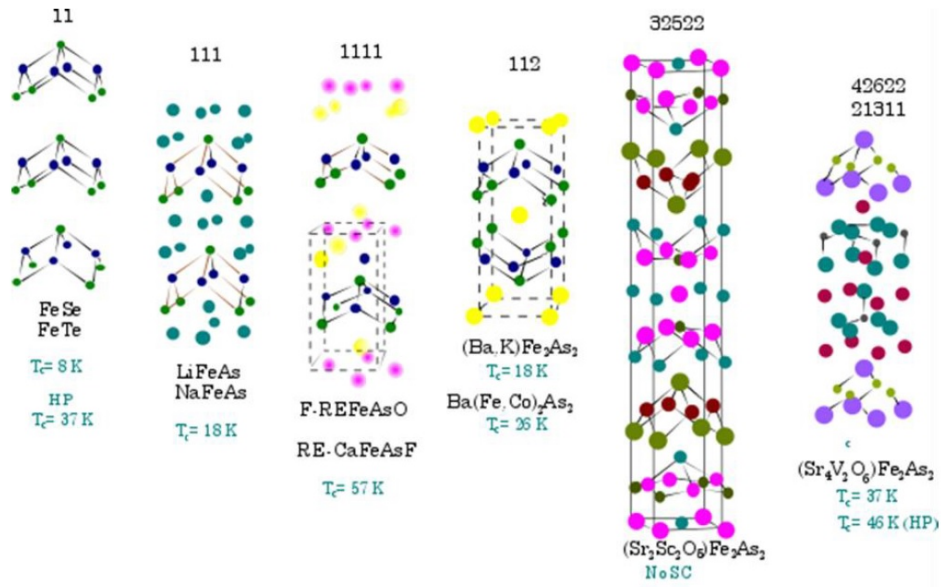 11
FeSe
FeTe
Tc= 8 K
HP
Tc= 37 K
111
LiFeAs
NaFeAs
Tc= 18 K
1111
F-REFeAsO
RE-CaFeAsF
Tc= 57 K
112
(Ba,K)Fe2As2
Tc= 18 K
Ba(Fe,Co)2As2
Tc= 26 K
32522
(Sr2Sc2O5)Fe2As2
No SC
42622
21311
c
(Sr4V2O6)Fe2As2
Tc= 37 K
Tc= 46 K (HP)